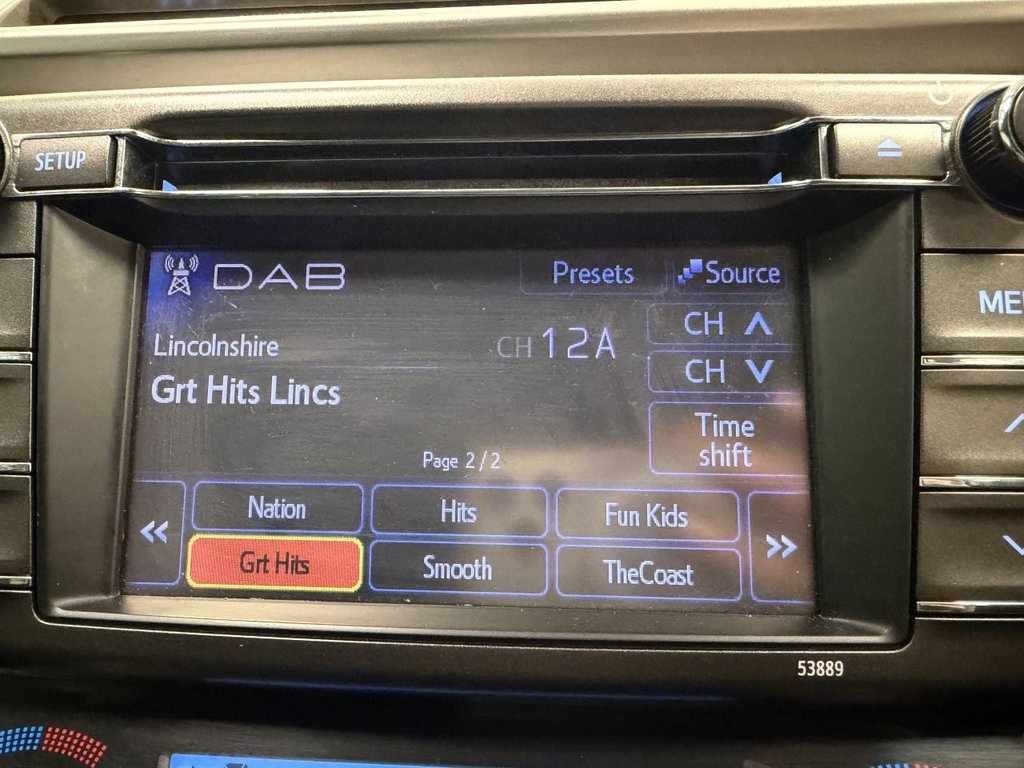 SETUP
DAB
Presets
Source
Lincolnshire
CH 12A
CH
Grt Hits Lincs
CH
Time
shift
Page 2/2
Nation
Hits
Fun Kids
Grt Hits
Smooth
TheCoast
53889